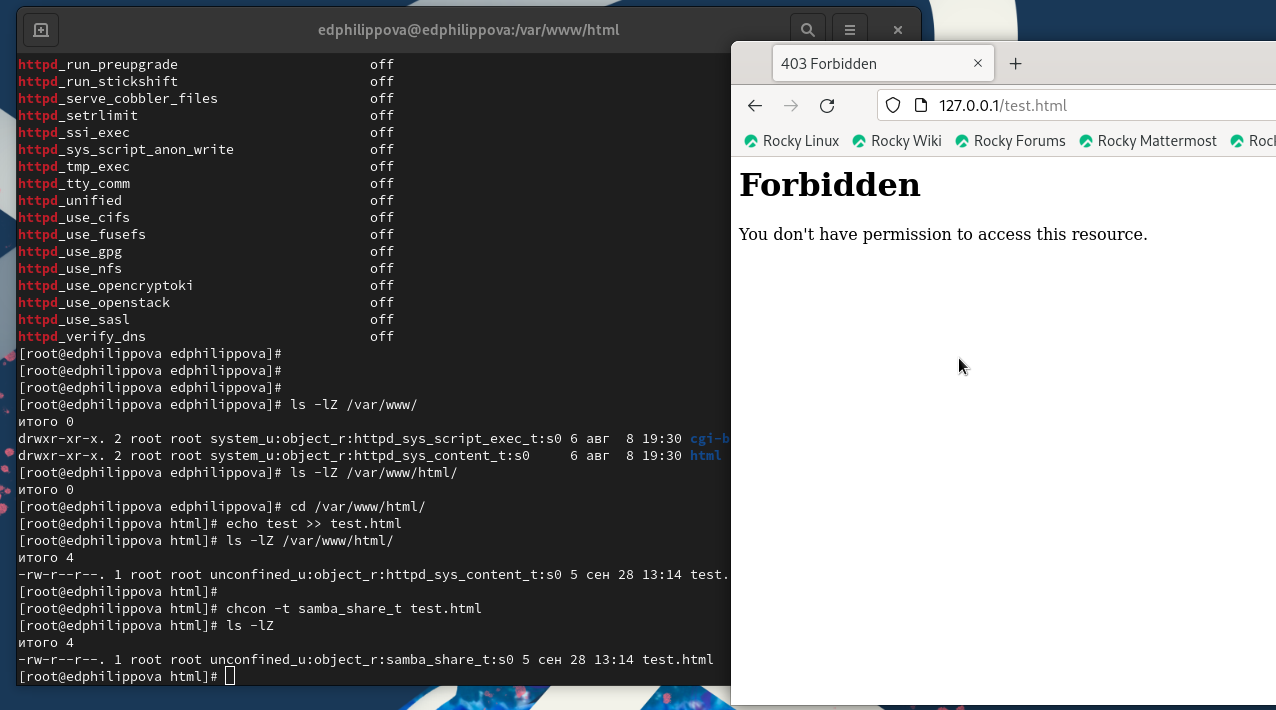 edphilippova@edphilippova:/var/www/html
httpd_run_preupgrade off
httpd_run_stickshift off
httpd_serve_cobbler_files off
httpd_setrlimit off
httpd_ssi_exec off
httpd_sys_script_anon_write off
httpd_tmp_exec off
httpd_tty_comm off
httpd_unified off
httpd_use_cifs off
httpd_use_fusefs off
httpd_use_gpg off
httpd_use_nfs off
httpd_use_opencryptoki off
httpd_use_openstack off
httpd_use_sasl off
httpd_verify_dns off
[root@edphilippova edphilippova]#
[root@edphilippova edphilippova]#
[root@edphilippova edphilippova]#
[root@edphilippova edphilippova]# ls -lZ /var/www/
итого 0
drwxr-xr-x. 2 root root system_u:object_r:httpd_sys_script_exec_t:s0 6 авг 8 19:30 cgi-b
drwxr-xr-x. 2 root root system_u:object_r:httpd_sys_content_t:s0 6 авг 8 19:30 html
[root@edphilippova edphilippova]# ls -lZ /var/www/html/
итого 0
[root@edphilippova edphilippova]# cd /var/www/html/
[root@edphilippova html]# echo test >> test.html
[root@edphilippova html]# ls -lZ /var/www/html/
итого 4
-rw-r--r--. 1 root root unconfined_u:object_r:httpd_sys_content_t:s0 5 сен 28 13:14 test.
[root@edphilippova html]#
[root@edphilippova html]# chcon -t samba_share_t test.html
[root@edphilippova html]# ls -lZ
итого 4
-rw-r--r--. 1 root root unconfined_u:object_r:samba_share_t:s0 5 сен 28 13:14 test.html
[root@edphilippova html]#
403 Forbidden
127.0.0.1/test.html
Rocky Linux Rocky Wiki Rocky Forums Rocky Mattermost Rock
Forbidden
You don't have permission to access this resource.